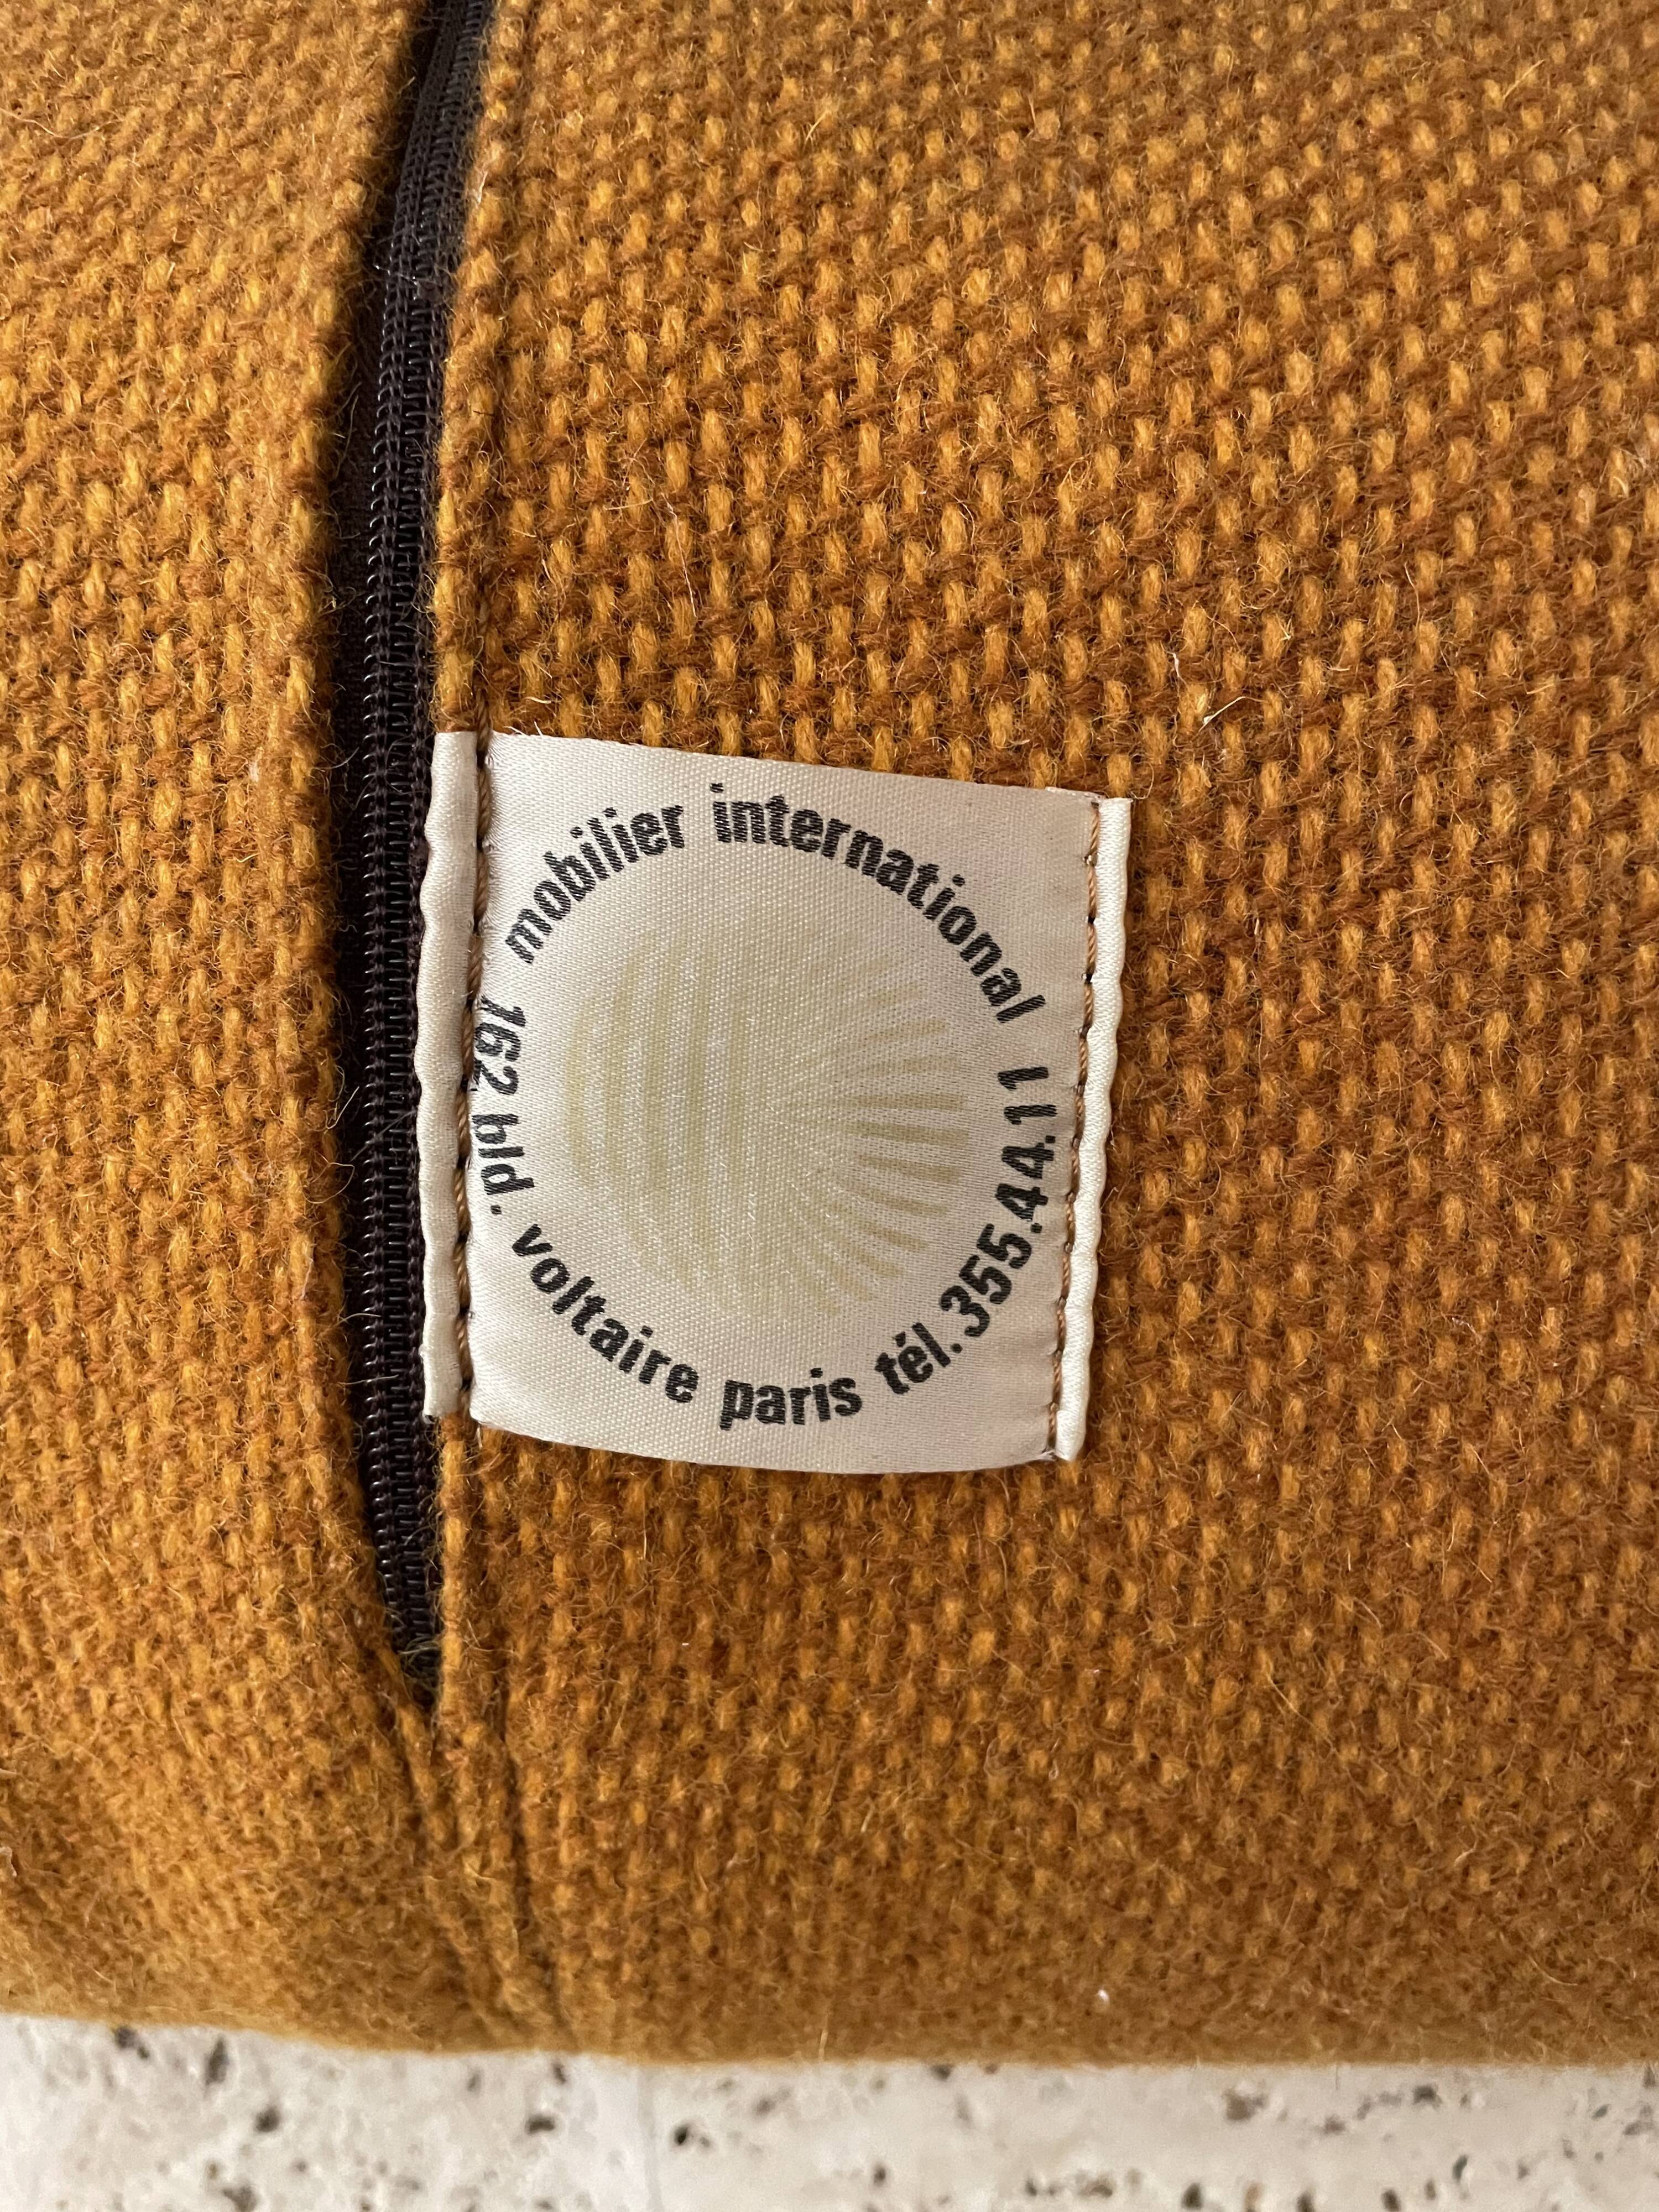 mobilier international
162 bld. voltaire paris tél. 355.44.11